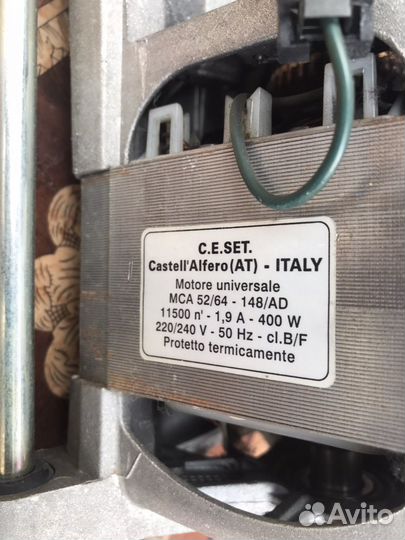 C.E.SET.
Castell'Alfero(AT) - ITALY
Motore universale
MCA 52/64 - 148/AD
11500 n' - 1,9 A - 400 W
220/240 V - 50 Hz - cl.B/F
Protetto termicamente
Avito